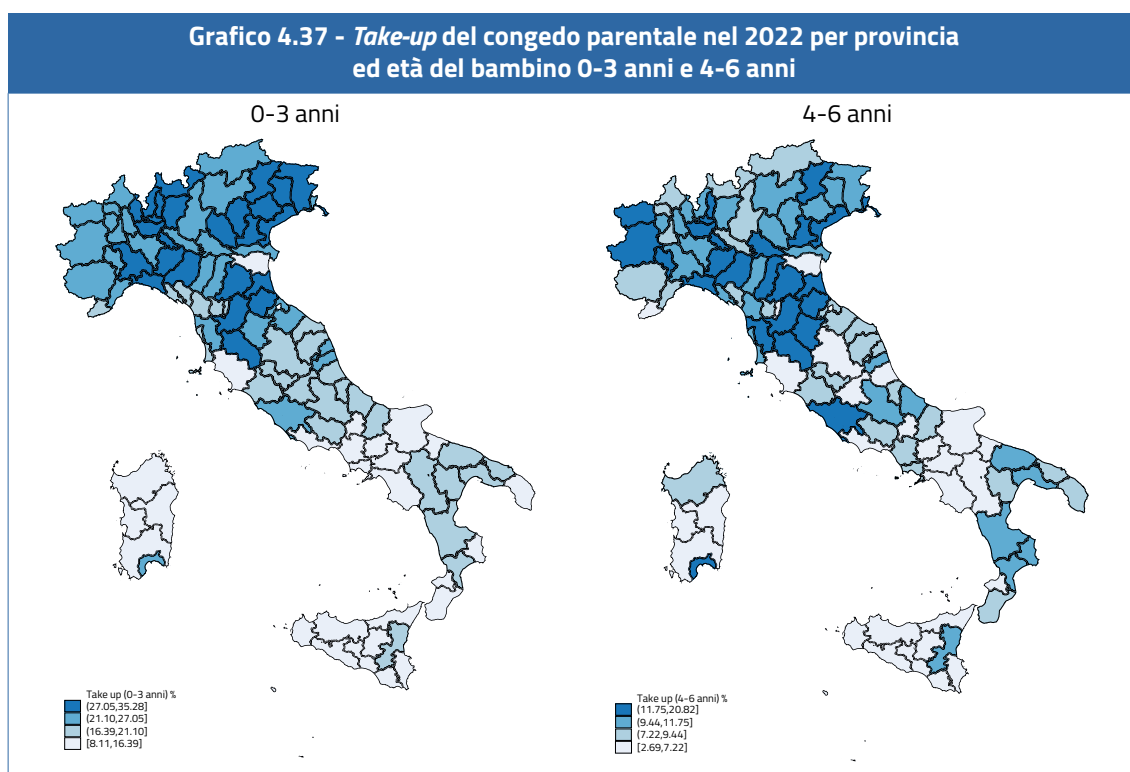 Grafico 4.37 - Take-up del congedo parentale nel 2022 per provincia
ed età del bambino 0-3 anni e 4-6 anni
0-3 anni
4-6 anni
Take up (0-3 anni) %
(27.05,35.28]
(21.10,27.05]
(16.39,21.10]
[8.11,16.39]
Take up (4-6 anni) %
(11.75,20.82]
(9.44,11.75]
(7.22,9.44]
[2.69,7.22]